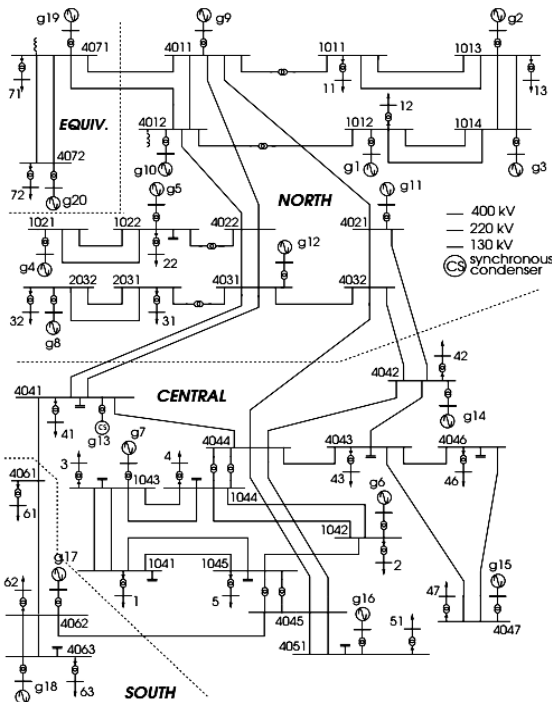 g19 g9 g2
4071 4011 1011 1013
71 11 13
EQUIV. 4012 12
1012 1014
4072 g10 g1 g3
g5 NORTH g11
72 g20
1021 1022 4022 4021
400 kV
220 kV
130 kV
CS synchronous
condenser
g12
g4 22
2032 2031 4031 4032
32 g8 31
42
CENTRAL 4042
4041
41 g13 CS g7 g14
4044 4043 4046
4061 3 4
1043 1044 43 46
61 g6
1042
g17 1041 1045 2
62 g15
1 5 g16 47
4062 4045 51 4047
4051
4063
g18 63 SOUTH